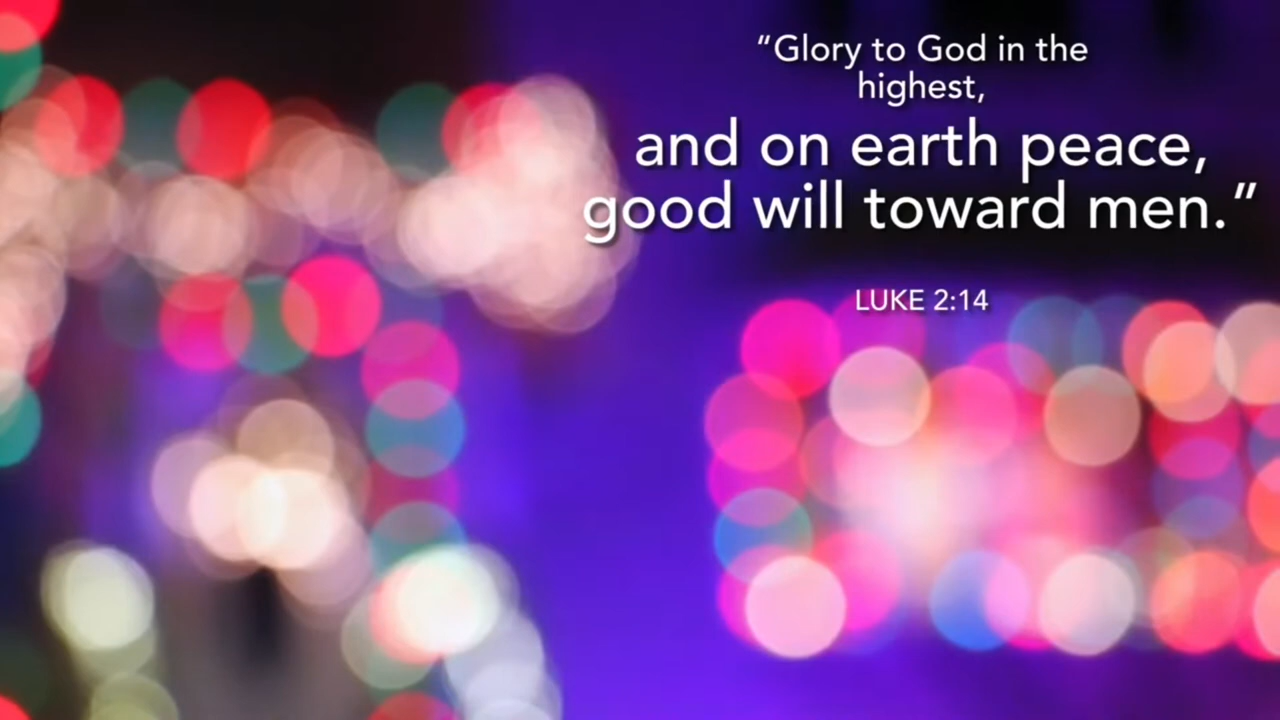 “Glory to God in the
highest,
and on earth peace,
good will toward men.”
LUKE 2:14